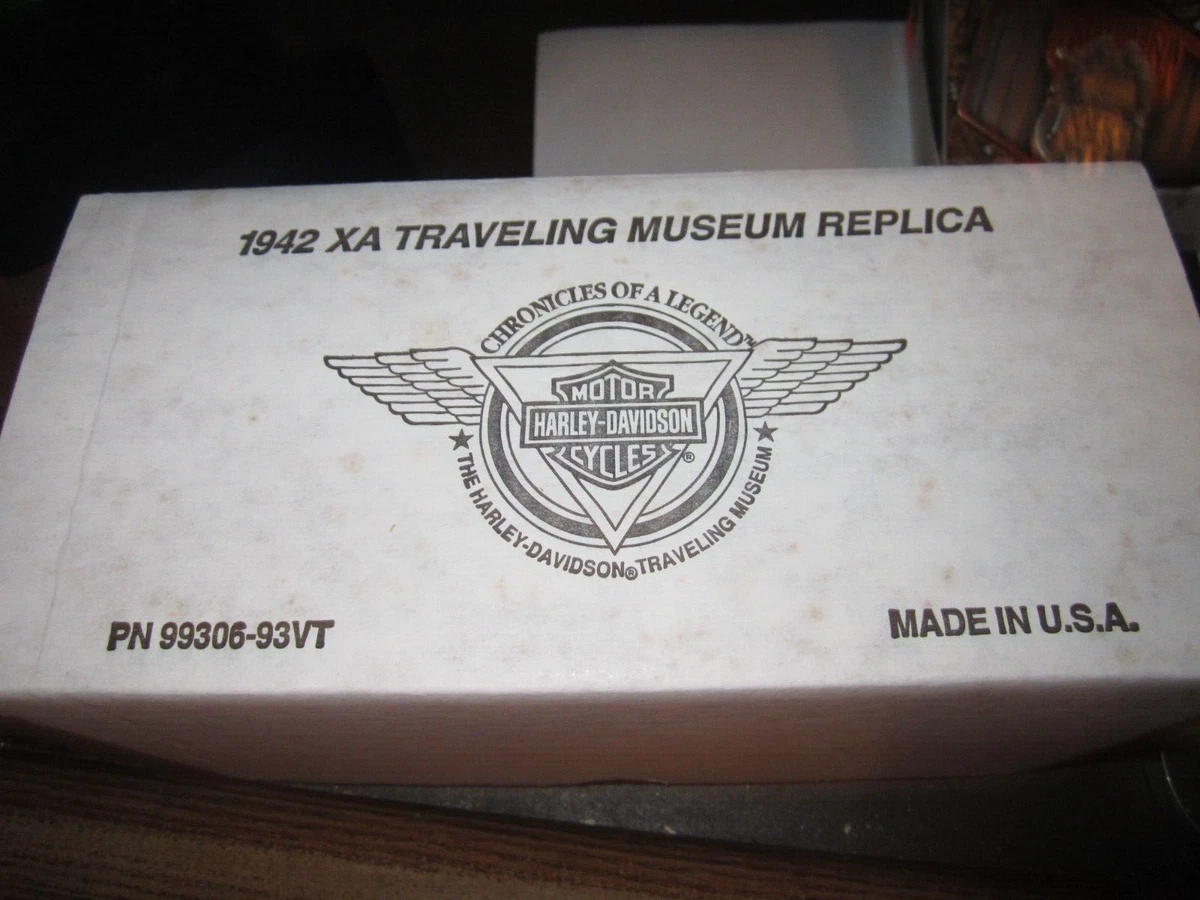 1942 XA TRAVELING MUSEUM REPLICA
CHRONICLES OF A LEGEND™
MOTOR
HARLEY-DAVIDSON
CYCLES®
★ THE HARLEY-DAVIDSON® TRAVELING MUSEUM ★
PN 99306-93VT
MADE IN U.S.A.